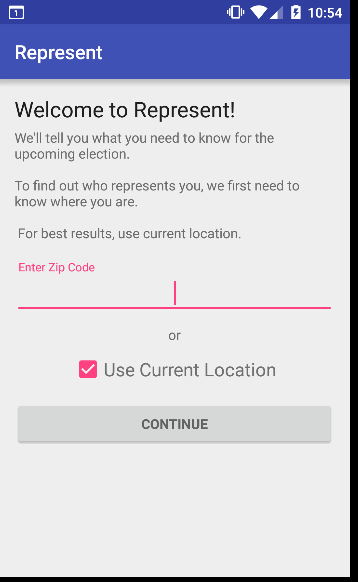 1
10:54
Represent
Welcome to Represent!
We'll tell you what you need to know for the
upcoming election.
To find out who represents you, we first need to
know where you are.
For best results, use current location.
Enter Zip Code
or
Use Current Location
CONTINUE